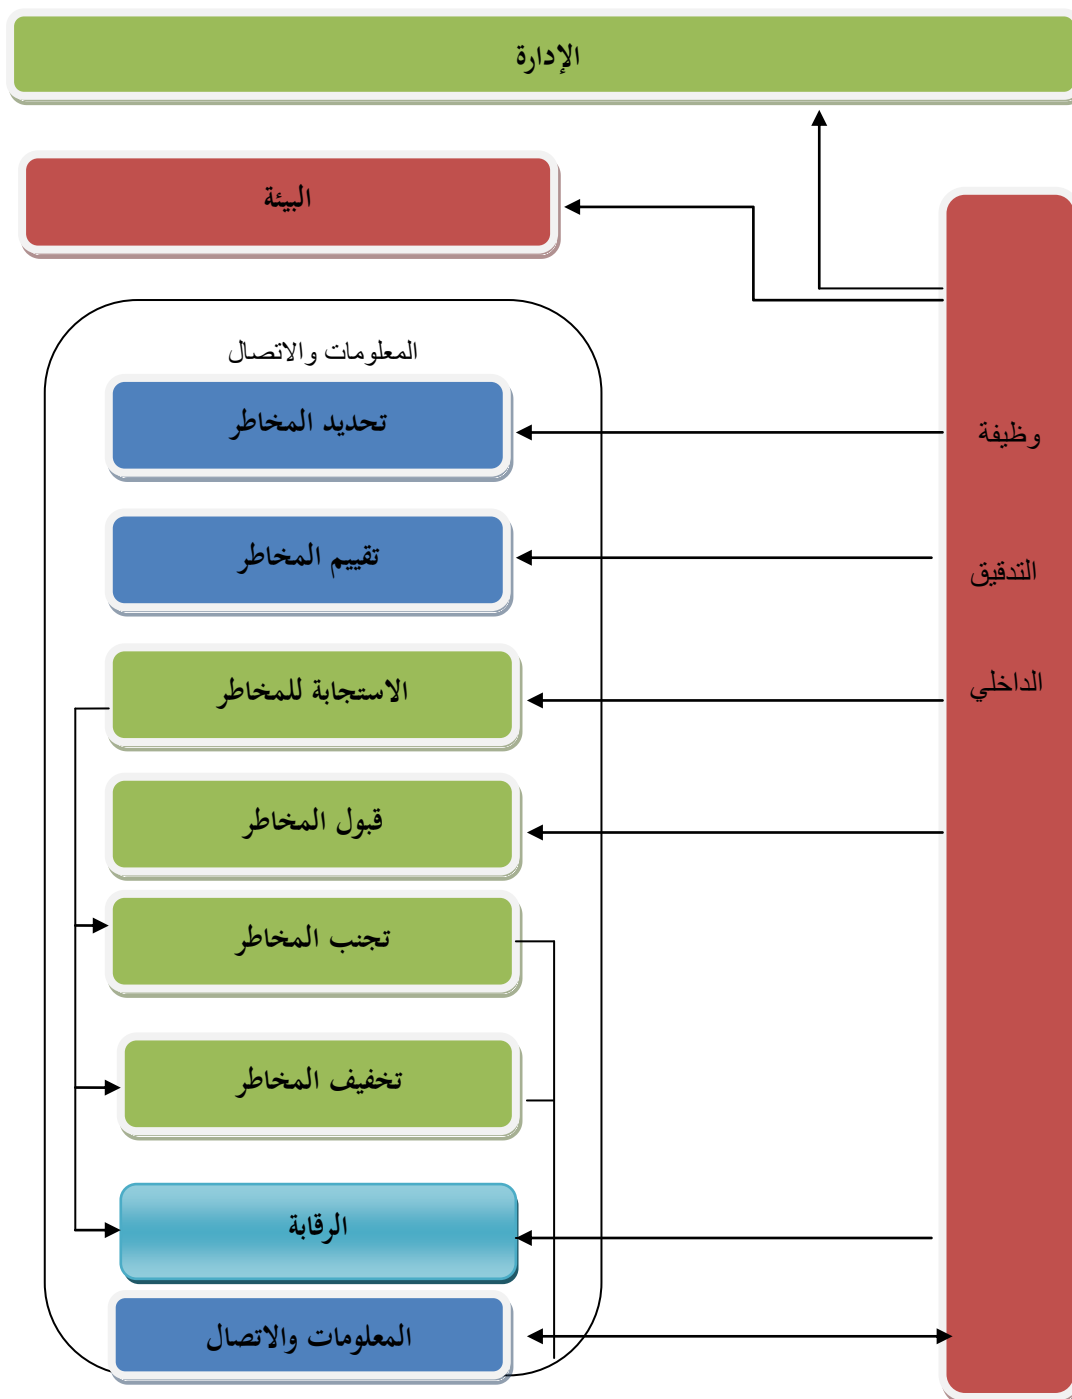 الإدارة
البيئة
المعلومات والاتصال
تحديد المخاطر
تقييم المخاطر
الاستجابة للمخاطر
قبول المخاطر
تجنب المخاطر
تخفيف المخاطر
الرقابة
المعلومات والاتصال
وظيفة
التدقيق
الداخلي